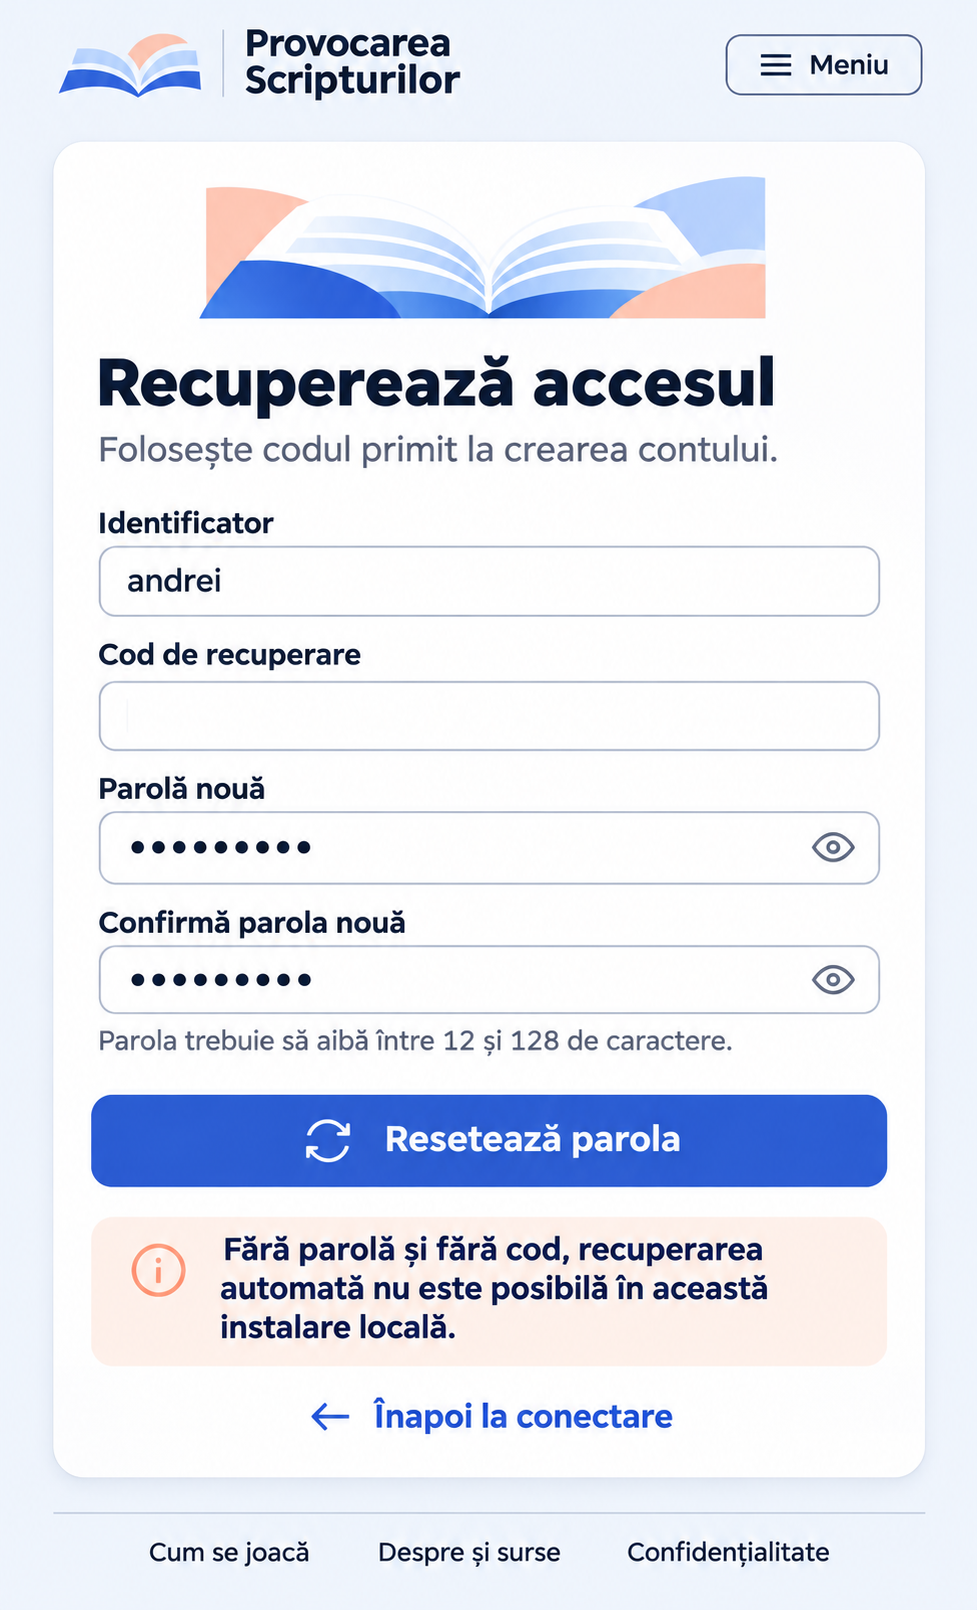 Provocarea
Scripturilor
Meniu
Recuperează accesul
Folosește codul primit la crearea contului.
Identificator
andrei
Cod de recuperare
Parolă nouă
•••••••••
Confirmă parola nouă
•••••••••
Parola trebuie să aibă între 12 și 128 de caractere.
Resetează parola
Fără parolă și fără cod, recuperarea
automată nu este posibilă în această
instalare locală.
Înapoi la conectare
Cum se joacă
Despre și surse
Confidențialitate